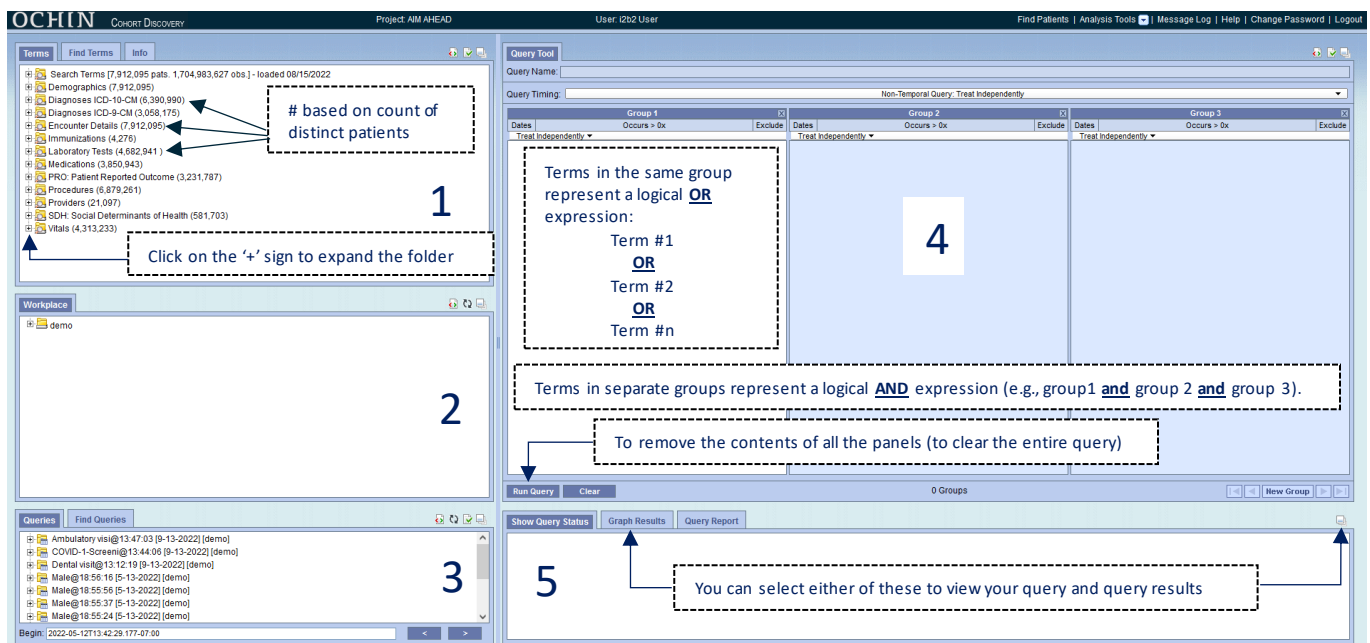 OCHIN COHORT DISCOVERY
Project: AIM AHEAD
User: i2b2 User
Find Patients | Analysis Tools | Message Log | Help | Change Password | Logout
Terms
Find Terms
Info
Search Terms [7,912,095 pats. 1,704,983,627 obs.] - loaded 08/15/2022
Demographics (7,912,095)
Diagnoses ICD-10-CM (6,390,990)
Diagnoses ICD-9-CM (3,058,175)
Encounter Details (7,912,095)
Immunizations (4,276)
Laboratory Tests (4,682,941 )
Medications (3,850,943)
PRO: Patient Reported Outcome (3,231,787)
Procedures (6,879,261)
Providers (21,097)
SDH: Social Determinants of Health (581,703)
Vitals (4,313,233)
# based on count of
distinct patients
1
Click on the '+' sign to expand the folder
Workplace
demo
2
Queries
Find Queries
Ambulatory visi@13:47:03 [9-13-2022] [demo]
COVID-1-Screeni@13:44:06 [9-13-2022] [demo]
Dental visit@13:12:19 [9-13-2022] [demo]
Male@18:56:16 [5-13-2022] [demo]
Male@18:55:56 [5-13-2022] [demo]
Male@18:55:37 [5-13-2022] [demo]
Male@18:55:24 [5-13-2022] [demo]
3
Begin: 2022-05-12T13:42:29.177-07:00
< >
Query Tool
Query Name:
Query Timing: Non-Temporal Query: Treat Independently
Group 1
Group 2
Group 3
Dates Occurs > 0x Exclude
Dates Occurs > 0x Exclude
Dates Occurs > 0x Exclude
Treat Independently
Treat Independently
Treat Independently
Terms in the same group
represent a logical OR
expression:
Term #1
OR
Term #2
OR
Term #n
4
Terms in separate groups represent a logical AND expression (e.g., group1 and group 2 and group 3).
To remove the contents of all the panels (to clear the entire query)
Run Query
Clear
0 Groups
New Group
Show Query Status
Graph Results
Query Report
5
You can select either of these to view your query and query results